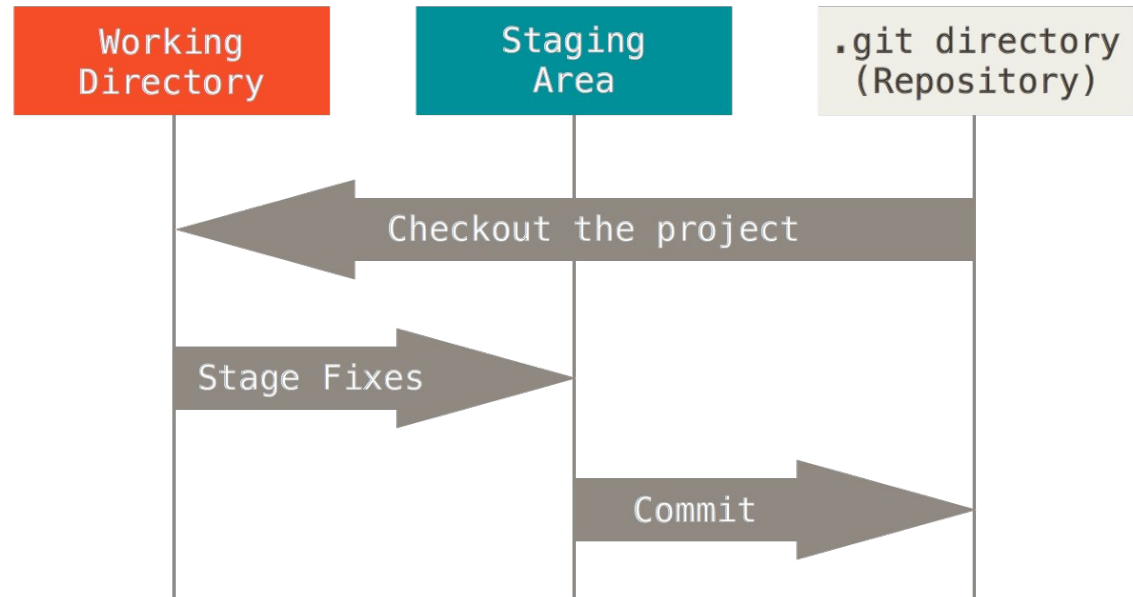 Working
Directory
Staging
Area
.git directory
(Repository)
Checkout the project
Stage Fixes
Commit